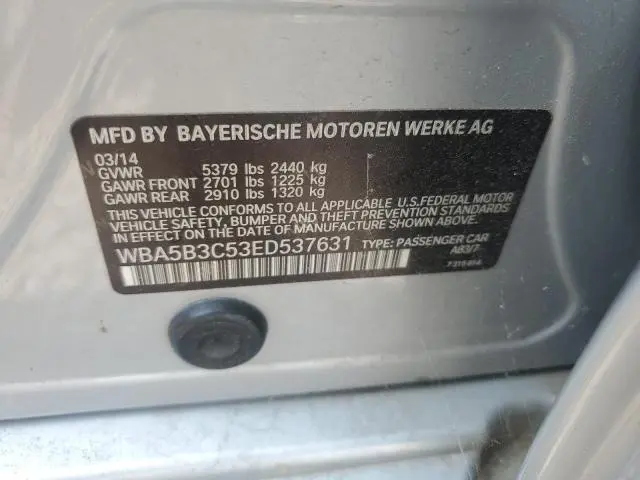 MFD BY BAYERISCHE MOTOREN WERKE AG
03/14
GVWR 5379 lbs 2440 kg
GAWR FRONT 2701 lbs 1225 kg
GAWR REAR 2910 lbs 1320 kg
THIS VEHICLE CONFORMS TO ALL APPLICABLE U.S.FEDERAL MOTOR
VEHICLE SAFETY, BUMPER AND THEFT PREVENTION STANDARDS
IN EFFECT ON THE DATE OF MANUFACTURE SHOWN ABOVE.
WBA5B3C53ED537631 TYPE: PASSENGER CAR
A83/7